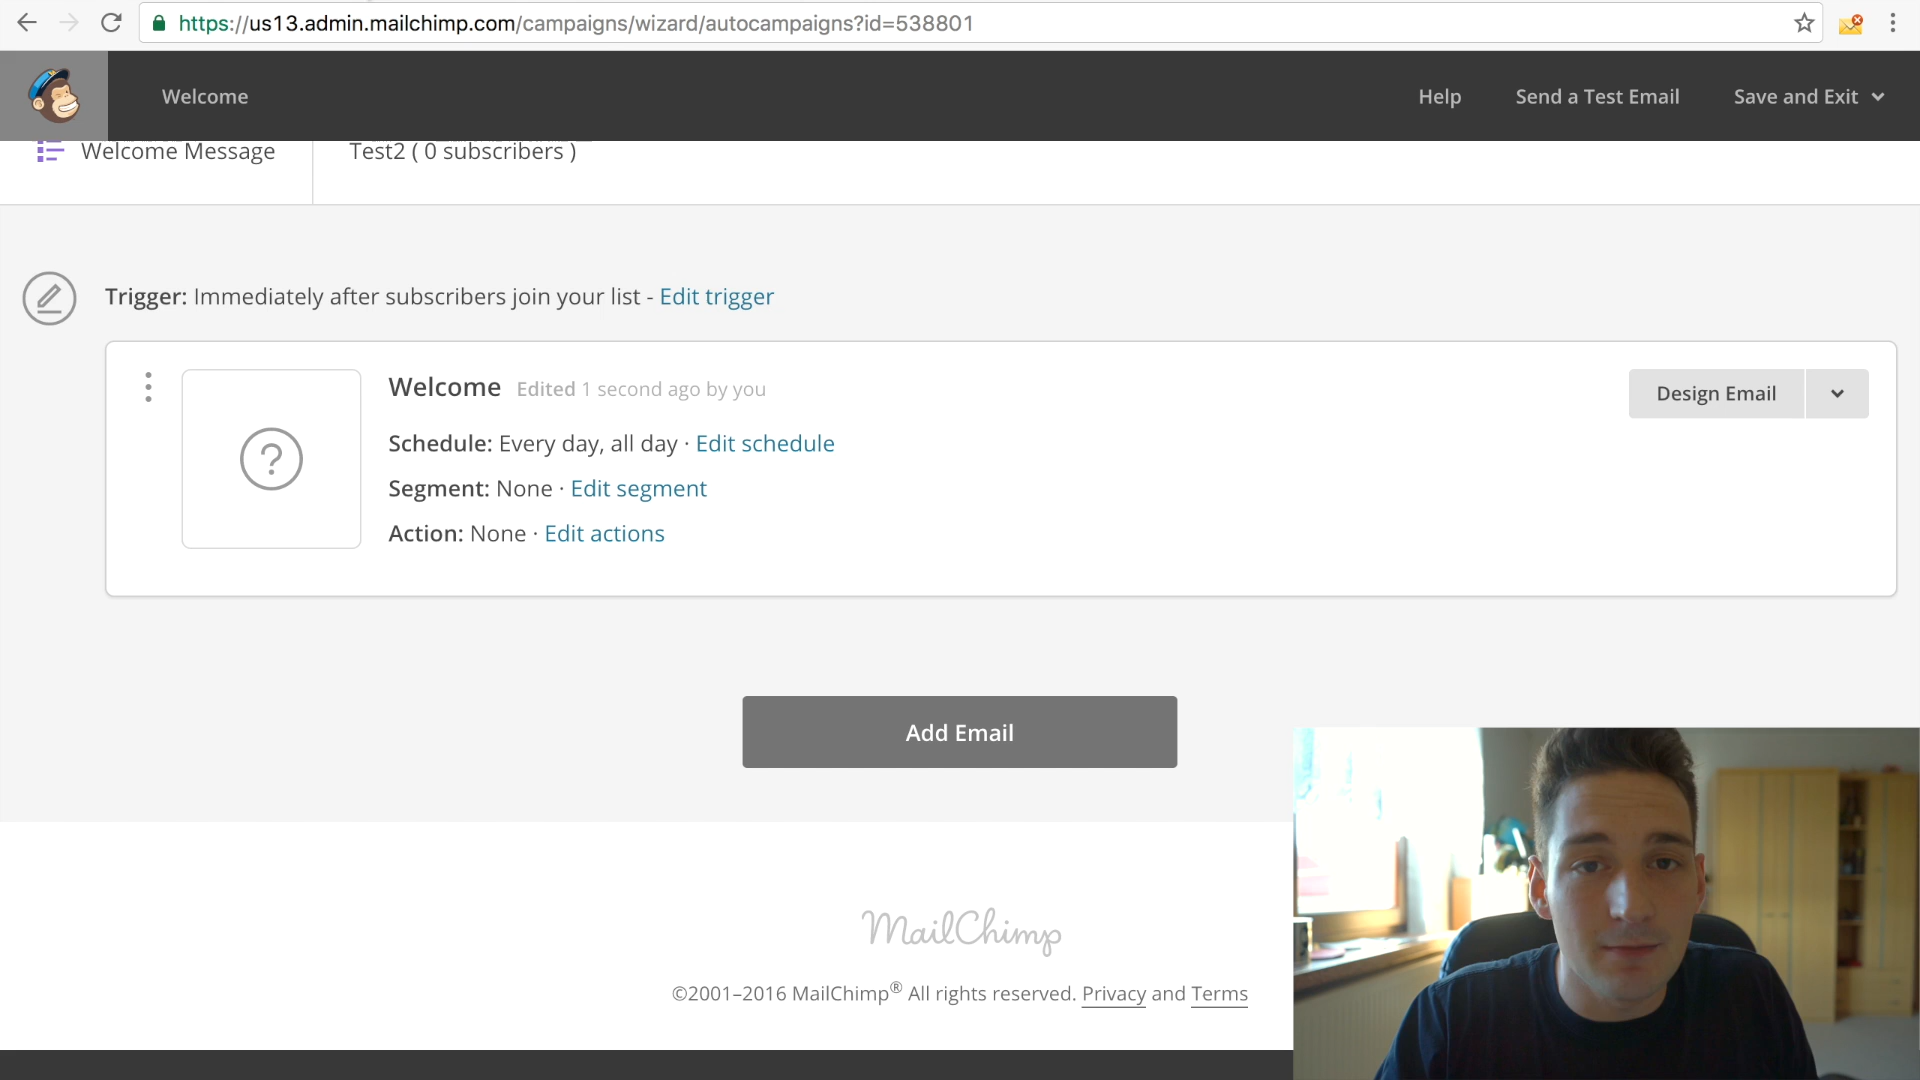 https://us13.admin.mailchimp.com/campaigns/wizard/autocampaigns?id=538801
Welcome
Help
Send a Test Email
Save and Exit
Welcome Message
Test2 ( 0 subscribers )
Trigger: Immediately after subscribers join your list - Edit trigger
Welcome Edited 1 second ago by you
Design Email
Schedule: Every day, all day · Edit schedule
?
Segment: None · Edit segment
Action: None · Edit actions
Add Email
MailChimp
©2001–2016 MailChimp® All rights reserved. Privacy and Terms